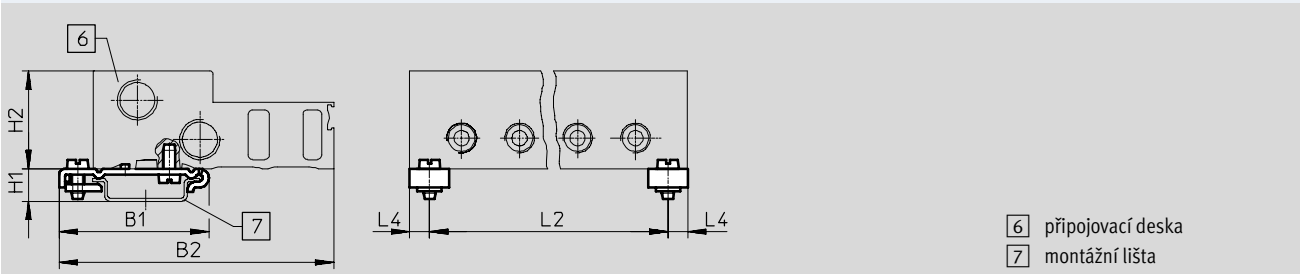 6
H2
H1
B1
B2
7
L4
L2
L4
6 připojovací deska
7 montážní lišta